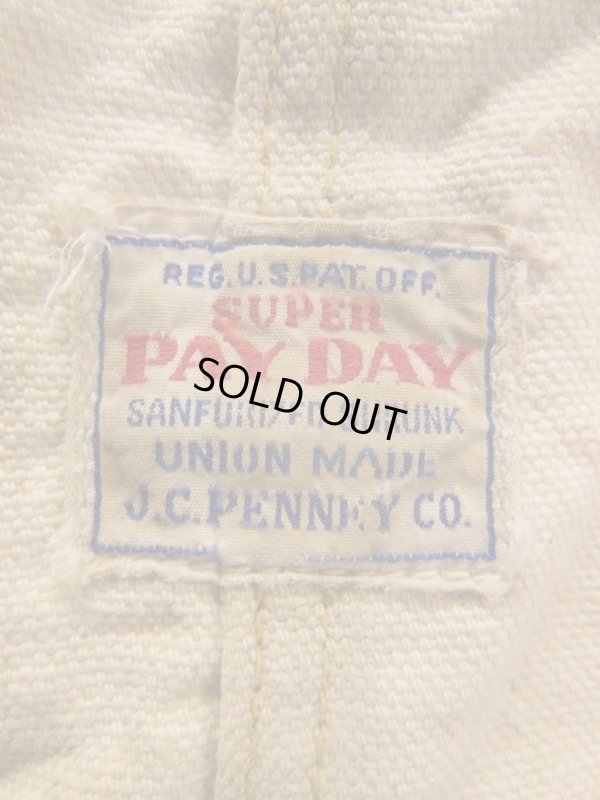 REG. U.S. PAT. OFF.
SUPER
PAY DAY
SOLD OUT
UNION MADE
J.C. PENNEY CO.